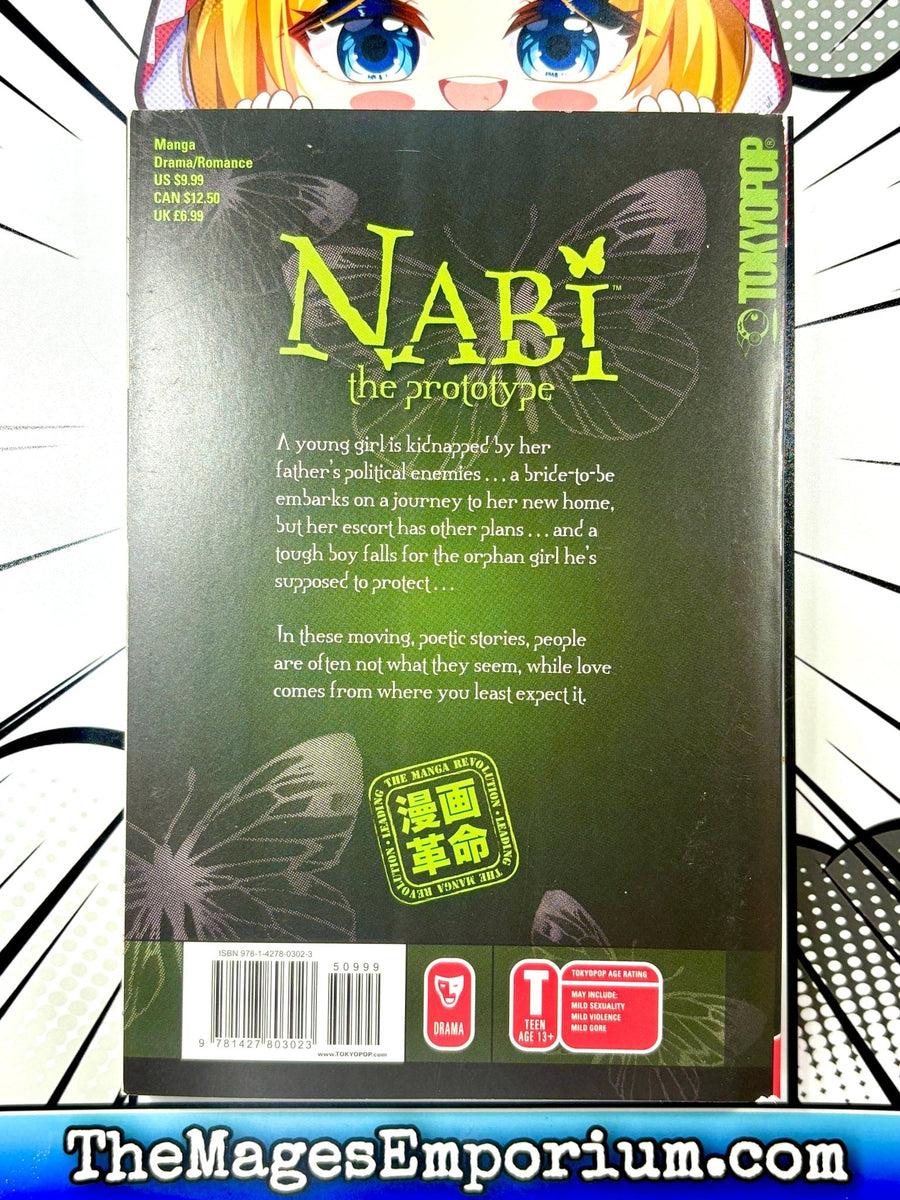 Manga
Drama/Romance
US $9.99
CAN $12.50
UK £6.99
TOKYOPOP®
NABI™
the prototype
A young girl is kidnapped by her
father's political enemies . . . a bride-to-be
embarks on a journey to her new home,
but her escort has other plans . . . and a
tough boy falls for the orphan girl he's
supposed to protect . . .
In these moving, poetic stories, people
are often not what they seem, while love
comes from where you least expect it.
LEADING THE MANGA REVOLUTION · LEADING THE MANGA REVOLUTION ·
漫画
革命
ISBN 978-1-4278-0302-3
50999
9 781427 803023
www.TOKYOPOP.com
DRAMA
T
TEEN
AGE 13+
TOKYOPOP AGE RATING
MAY INCLUDE:
MILD SEXUALITY
MILD VIOLENCE
MILD GORE
TheMagesEmporium.com